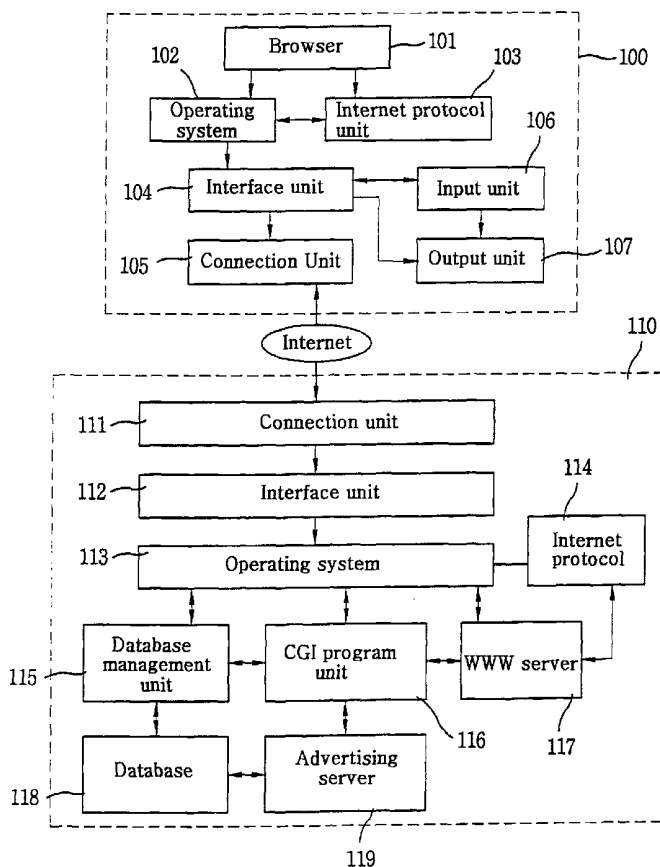 Browser
101
102
103
100
Operating
system
Internet protocol
unit
106
104
Interface unit
Input unit
105
Connection Unit
Output unit
107
Internet
110
111
Connection unit
112
Interface unit
114
113
Operating system
Internet
protocol
Database
management
unit
115
CGI program
unit
WWW server
116
117
118
Database
Advertising
server
119